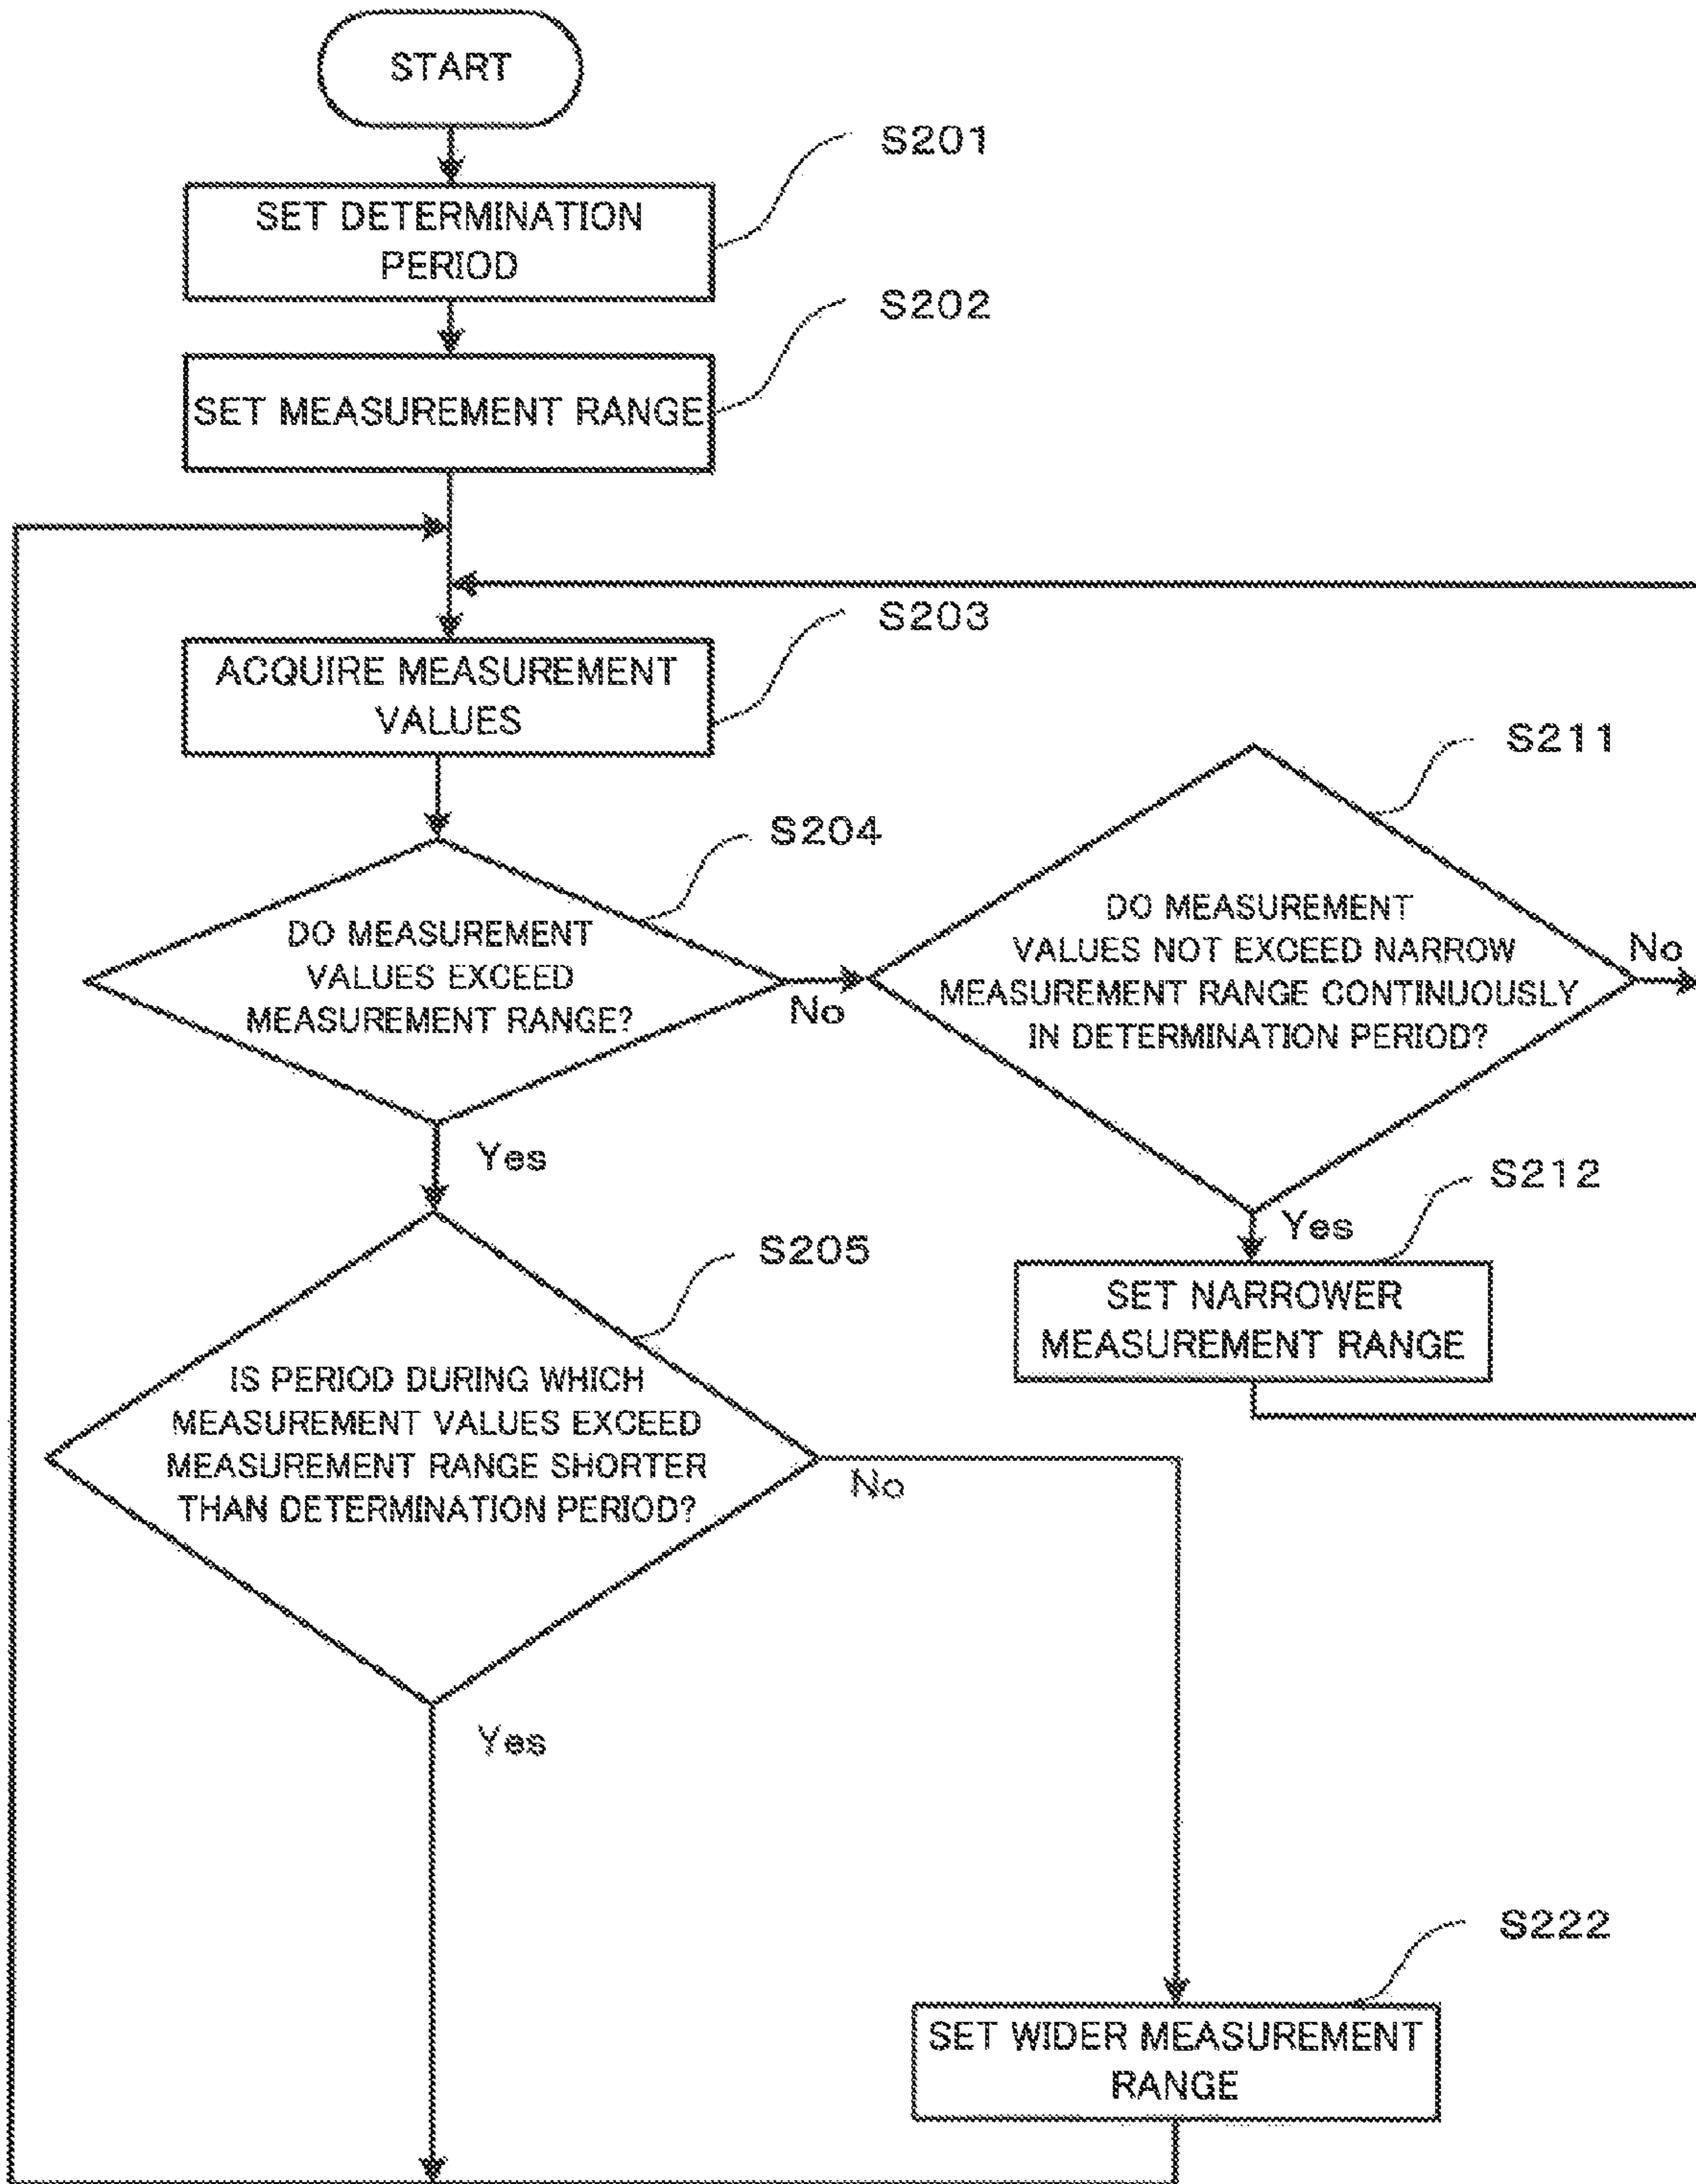 START
S201
SET DETERMINATION
PERIOD
S202
SET MEASUREMENT RANGE
S203
ACQUIRE MEASUREMENT
VALUES
S204
DO MEASUREMENT
VALUES EXCEED
MEASUREMENT RANGE?
No
Yes
S211
DO MEASUREMENT
VALUES NOT EXCEED NARROW
MEASUREMENT RANGE CONTINUOUSLY
IN DETERMINATION PERIOD?
No
Yes
S212
SET NARROWER
MEASUREMENT RANGE
S205
IS PERIOD DURING WHICH
MEASUREMENT VALUES EXCEED
MEASUREMENT RANGE SHORTER
THAN DETERMINATION PERIOD?
No
Yes
S222
SET WIDER MEASUREMENT
RANGE